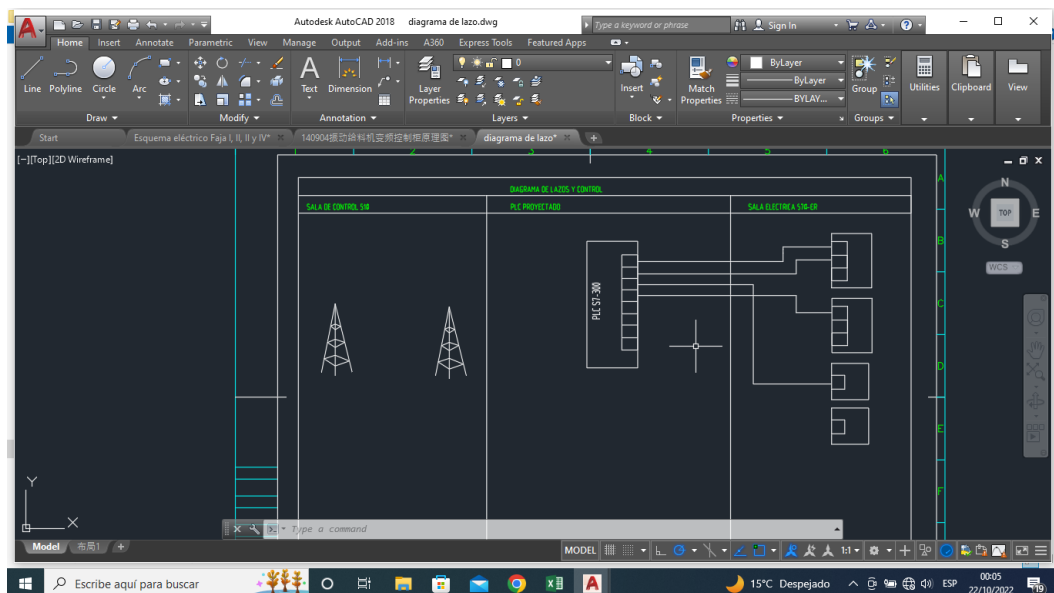 Autodesk AutoCAD 2018 diagrama de lazo.dwg
Type a keyword or phrase
Sign In
Home Insert Annotate Parametric View Manage Output Add-ins A360 Express Tools Featured Apps
Line Polyline Circle Arc
Text Dimension
Layer Properties
0
Insert
Match Properties
ByLayer
ByLayer
BYLAY...
Group
Utilities
Clipboard
View
Draw
Modify
Annotation
Layers
Block
Properties
Groups
Start
Esquema eléctrico Faja I, II, II y IV*
140904振动给料机变频控制柜原理图*
diagrama de lazo*
[−][Top][2D Wireframe]
1 2 3 4 5 6
DIAGRAMA DE LAZOS Y CONTROL
SALA DE CONTROL 510
PLC PROYECTADO
SALA ELECTRICA 570-ER
PLC S7-300
A
B
C
D
E
F
N
W TOP E
S
WCS
Y
X
Type a command
Model 布局1 +
MODEL
1:1
Escribe aquí para buscar
15°C Despejado
ESP
00:05
22/10/2022
19